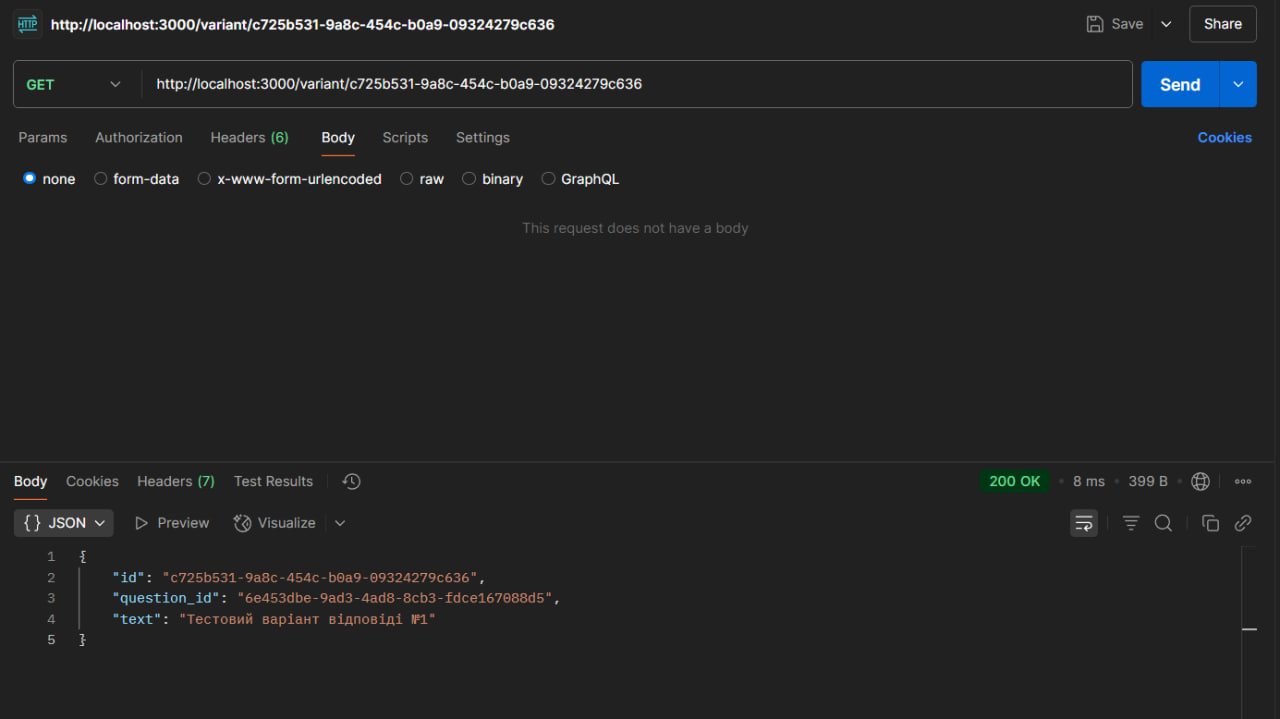 HTTP http://localhost:3000/variant/c725b531-9a8c-454c-b0a9-09324279c636 Save Share
GET http://localhost:3000/variant/c725b531-9a8c-454c-b0a9-09324279c636 Send
Params Authorization Headers (6) Body Scripts Settings Cookies
none form-data x-www-form-urlencoded raw binary GraphQL
This request does not have a body
Body Cookies Headers (7) Test Results 200 OK • 8 ms • 399 B •
{} JSON Preview Visualize
1 {
2 "id": "c725b531-9a8c-454c-b0a9-09324279c636",
3 "question_id": "6e453dbe-9ad3-4ad8-8cb3-fdce167088d5",
4 "text": "Тестовий варіант відповіді №1"
5 }